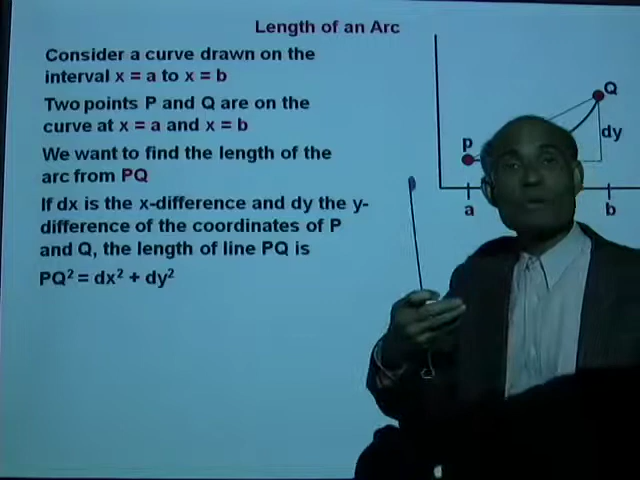 Length of an Arc
Consider a curve drawn on the
interval x = a to x = b
Two points P and Q are on the
curve at x = a and x = b
We want to find the length of the
arc from PQ
If dx is the x-difference and dy the y-
difference of the coordinates of P
and Q, the length of line PQ is
PQ² = dx² + dy²
Q
dy
P
a
b